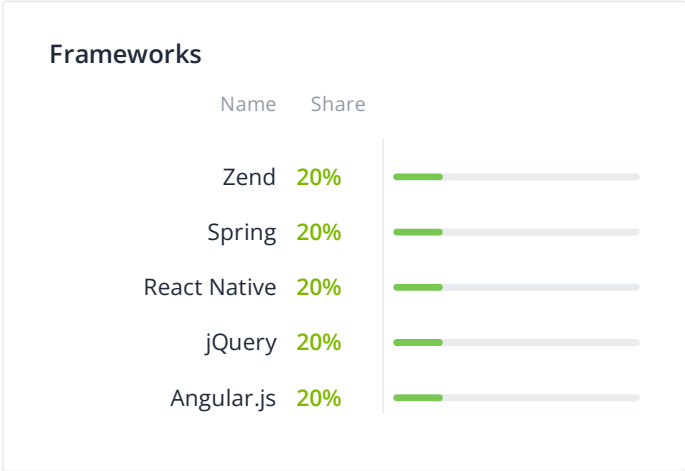 Frameworks
Name Share
Zend 20%
Spring 20%
React Native 20%
jQuery 20%
Angular.js 20%